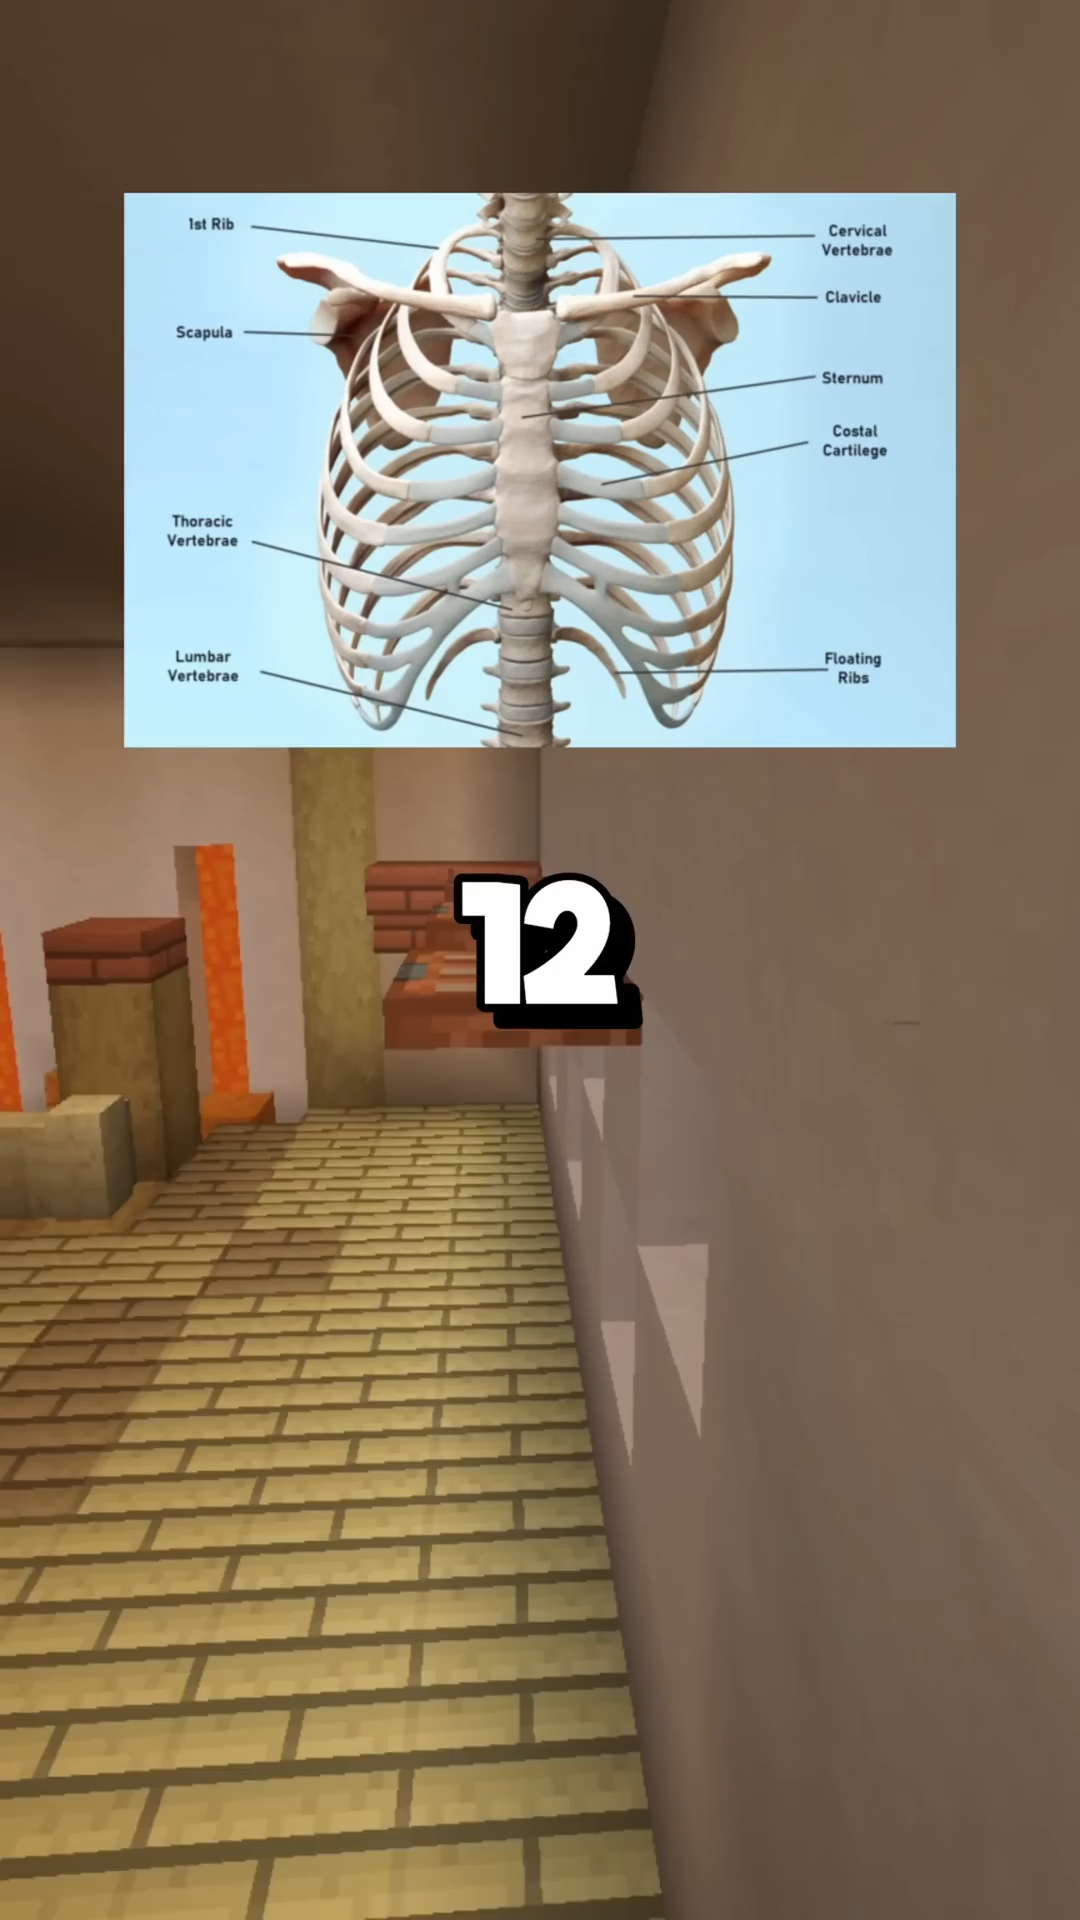 1st Rib
Cervical
Vertebrae
Clavicle
Scapula
Sternum
Costal
Cartilege
Thoracic
Vertebrae
Lumbar
Vertebrae
Floating
Ribs
12